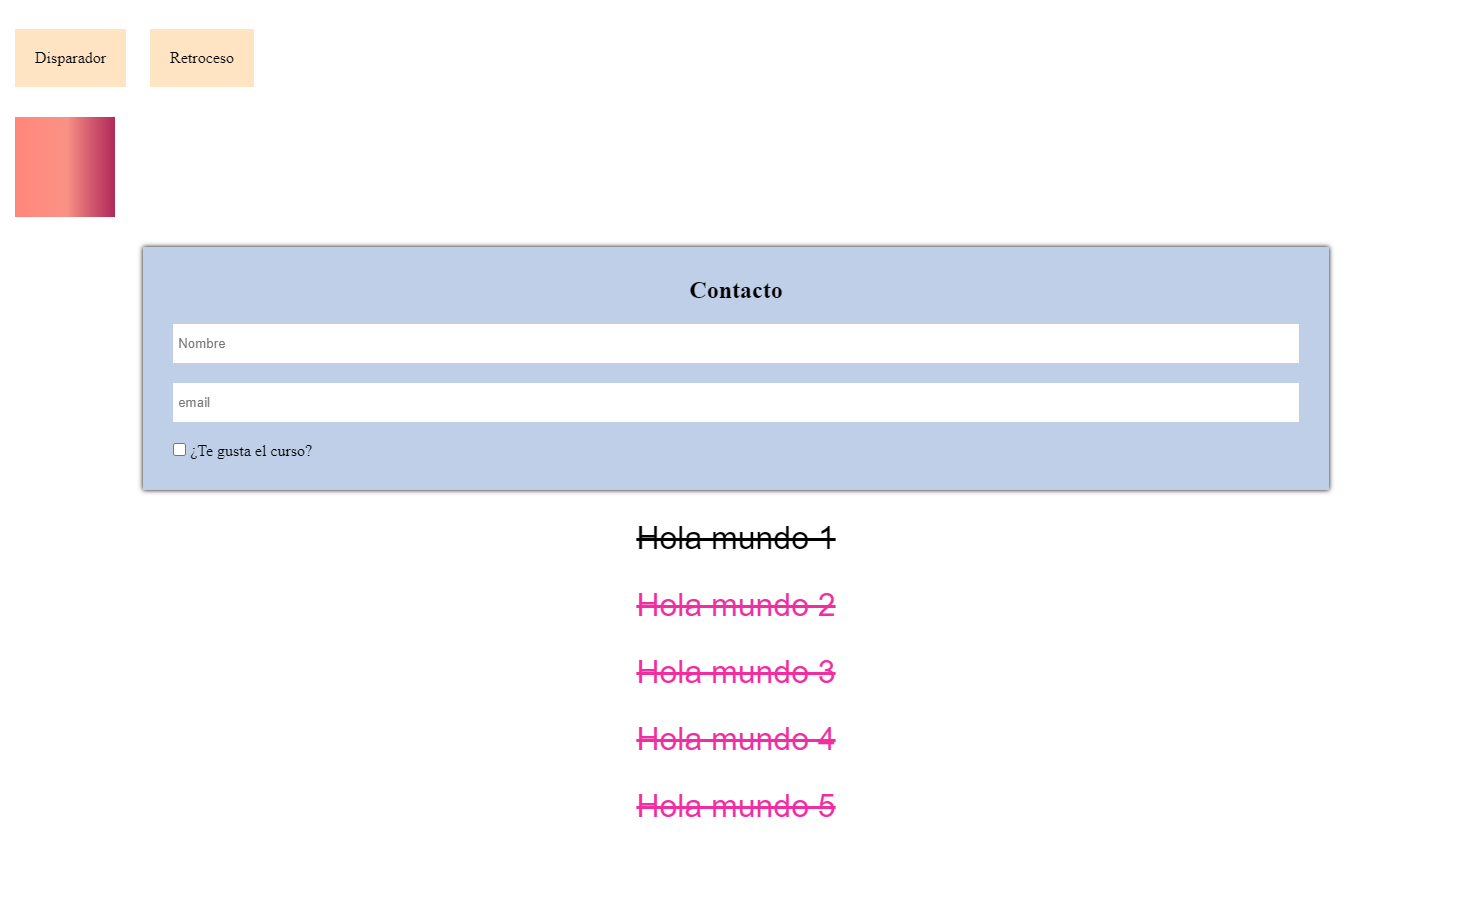 Disparador Retroceso
Contacto
Nombre
email
¿Te gusta el curso?
Hola mundo 1
Hola mundo 2
Hola mundo 3
Hola mundo 4
Hola mundo 5